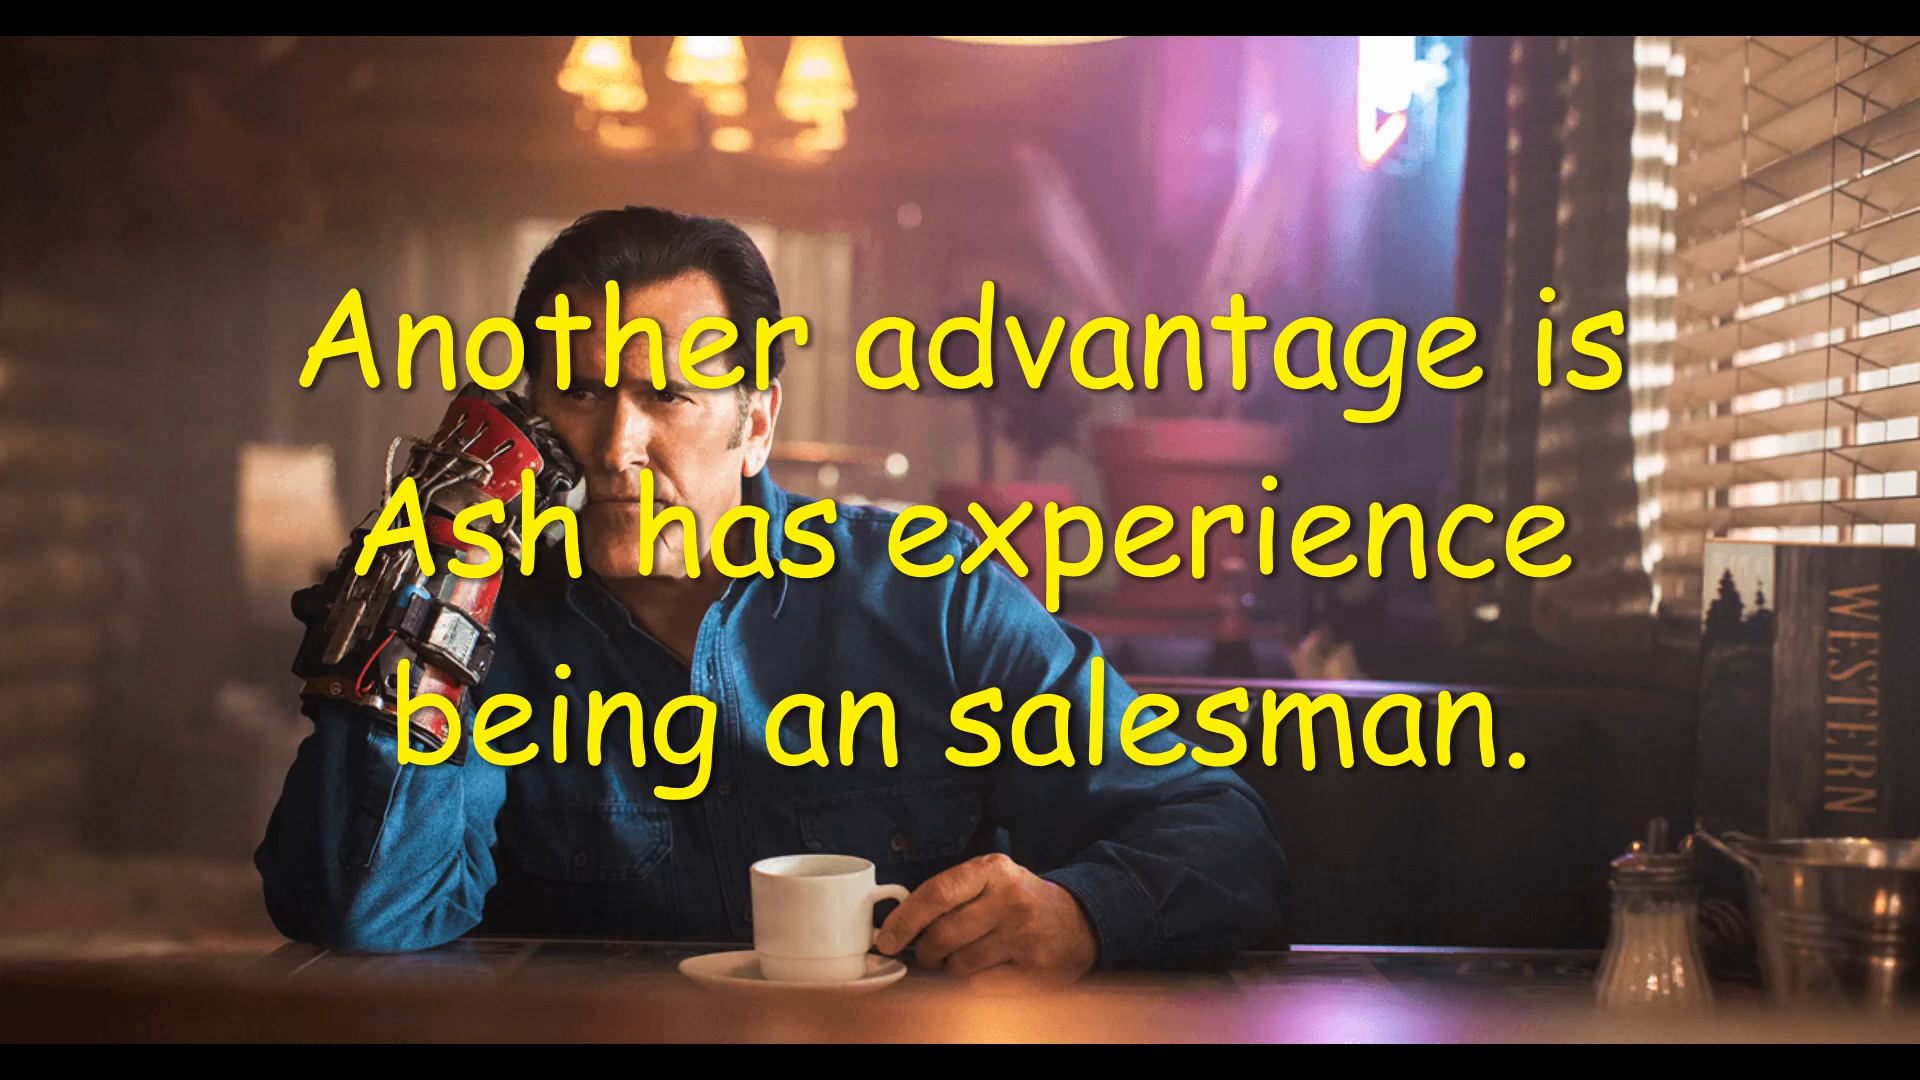 Another advantage is
Ash has experience
being an salesman.
WESTERN